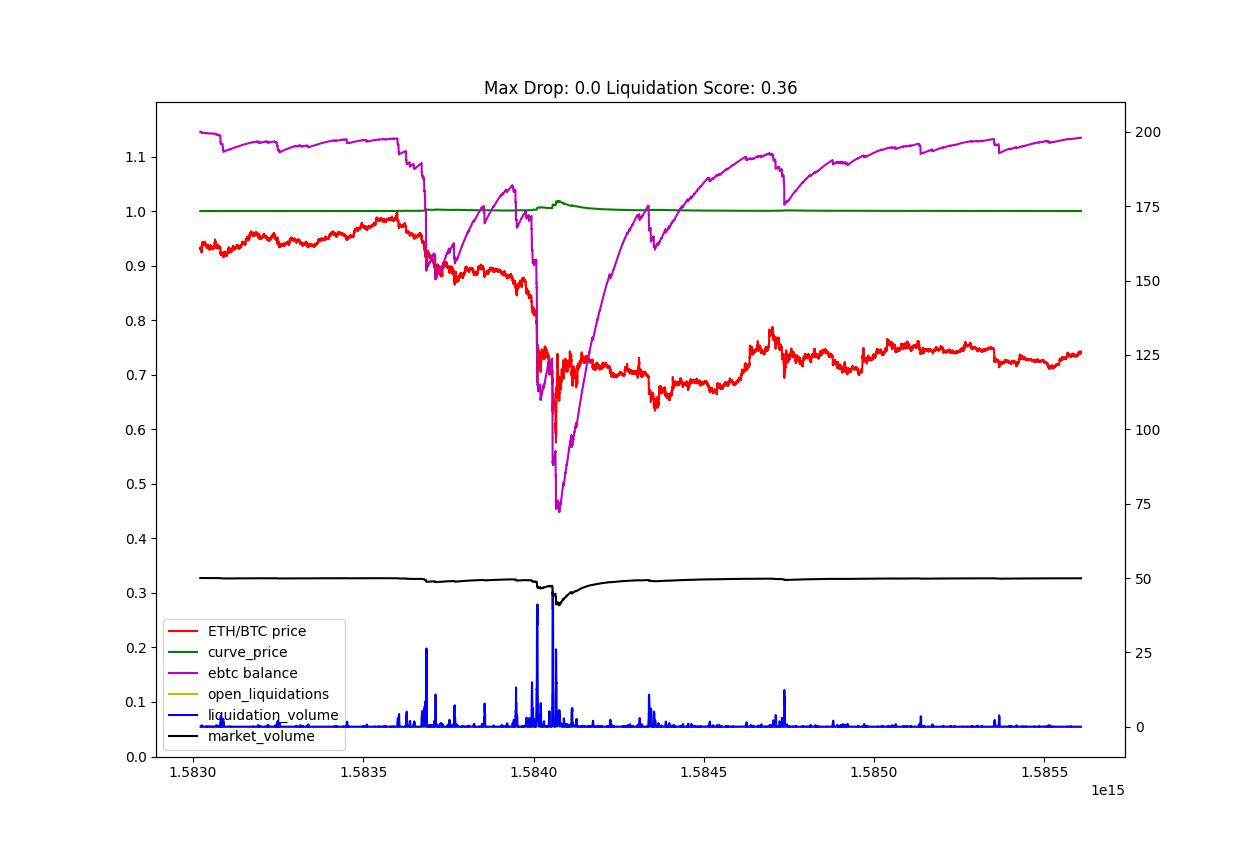 Max Drop: 0.0 Liquidation Score: 0.36
1.1
1.0
0.9
0.8
0.7
0.6
0.5
0.4
0.3
0.2
0.1
0.0
200
175
150
125
100
75
50
25
0
ETH/BTC price
curve_price
ebtc balance
open_liquidations
liquidation_volume
market_volume
1.5830 1.5835 1.5840 1.5845 1.5850 1.5855
1e15